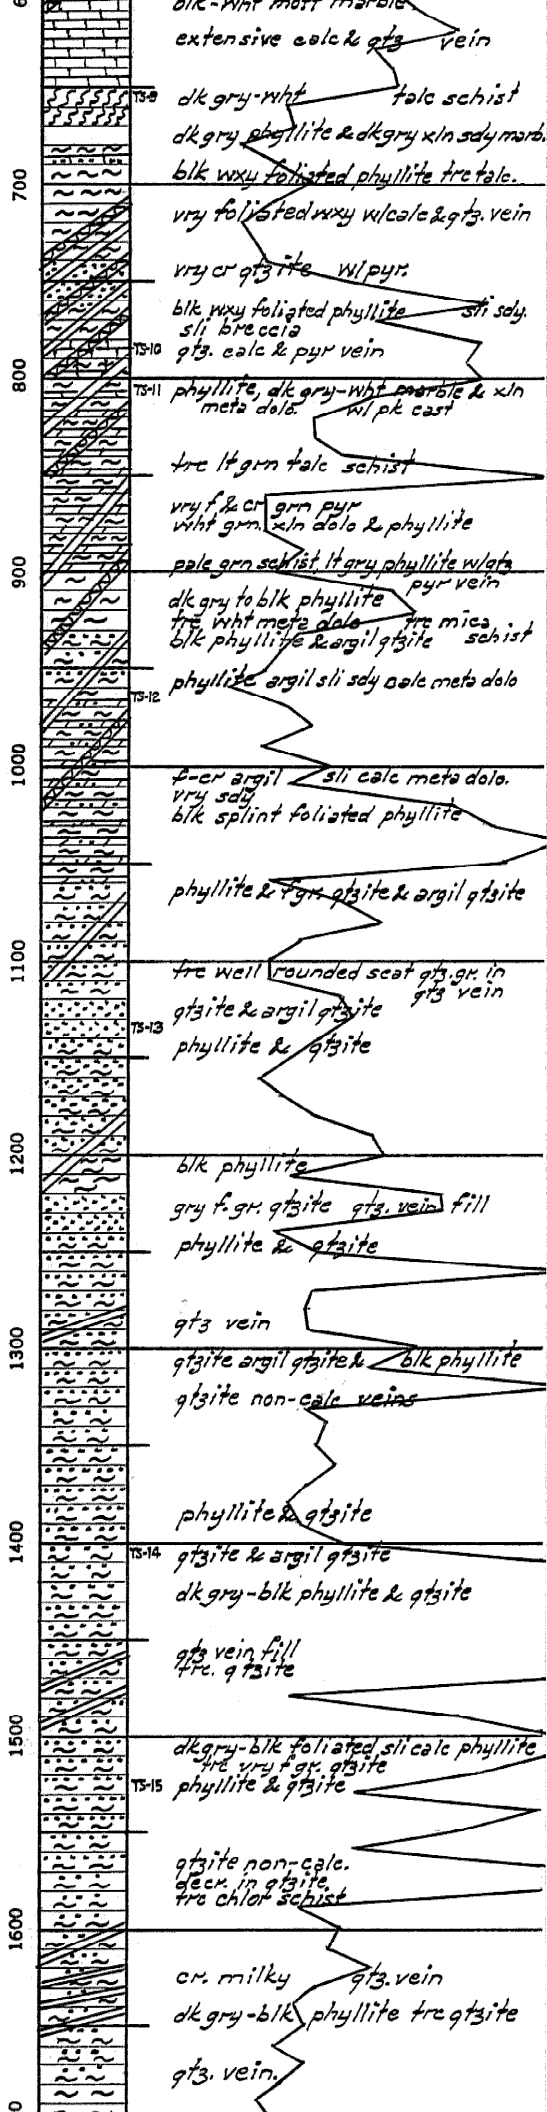 blk-wht mott marble
extensive calc & qtz vein
TS-9 dk gry-wht talc schist
dk gry phyllite & dk gry xln sdy marb.
700 blk wxy foliated phyllite trc talc.
vry foliated wxy w/calc & qtz. vein
vry cr qtzite w/pyr.
blk wxy foliated phyllite sli sdy.
sli breccia
TS-10 qtz. calc & pyr vein
800
TS-11 phyllite, dk gry-wht marble & xln
meta dolo. w/ pk cast
trc lt grn talc schist
vry f & cr grn pyr
wht grn. xln dolo & phyllite
900 pale grn schist, lt gry phyllite w/qtz
pyr vein
dk gry to blk phyllite
trc wht meta dolo trc mica
blk phyllite & argil qtzite schist
TS-12 phyllite argil sli sdy calc meta dolo
1000 f-cr argil sli calc meta dolo.
vry sdy
blk splint foliated phyllite
phyllite & f gr. qtzite & argil qtzite
1100 trc well rounded scat qtz. gr. in
qtz vein
qtzite & argil qtzite
TS-13
phyllite & qtzite
1200 blk phyllite
gry f. gr. qtzite qtz. vein fill
phyllite & qtzite
qtz vein
1300 qtzite argil qtzite & blk phyllite
qtzite non-calc veins
phyllite & qtzite
1400
TS-14 qtzite & argil qtzite
dk gry-blk phyllite & qtzite
qtz vein fill
trc. qtzite
1500 dk gry-blk foliated sli calc phyllite
trc vry f gr. qtzite
TS-15 phyllite & qtzite
qtzite non-calc.
decr. in qtzite,
trc chlor schist
1600
cr. milky qtz. vein
dk gry-blk phyllite trc qtzite
qtz. vein.